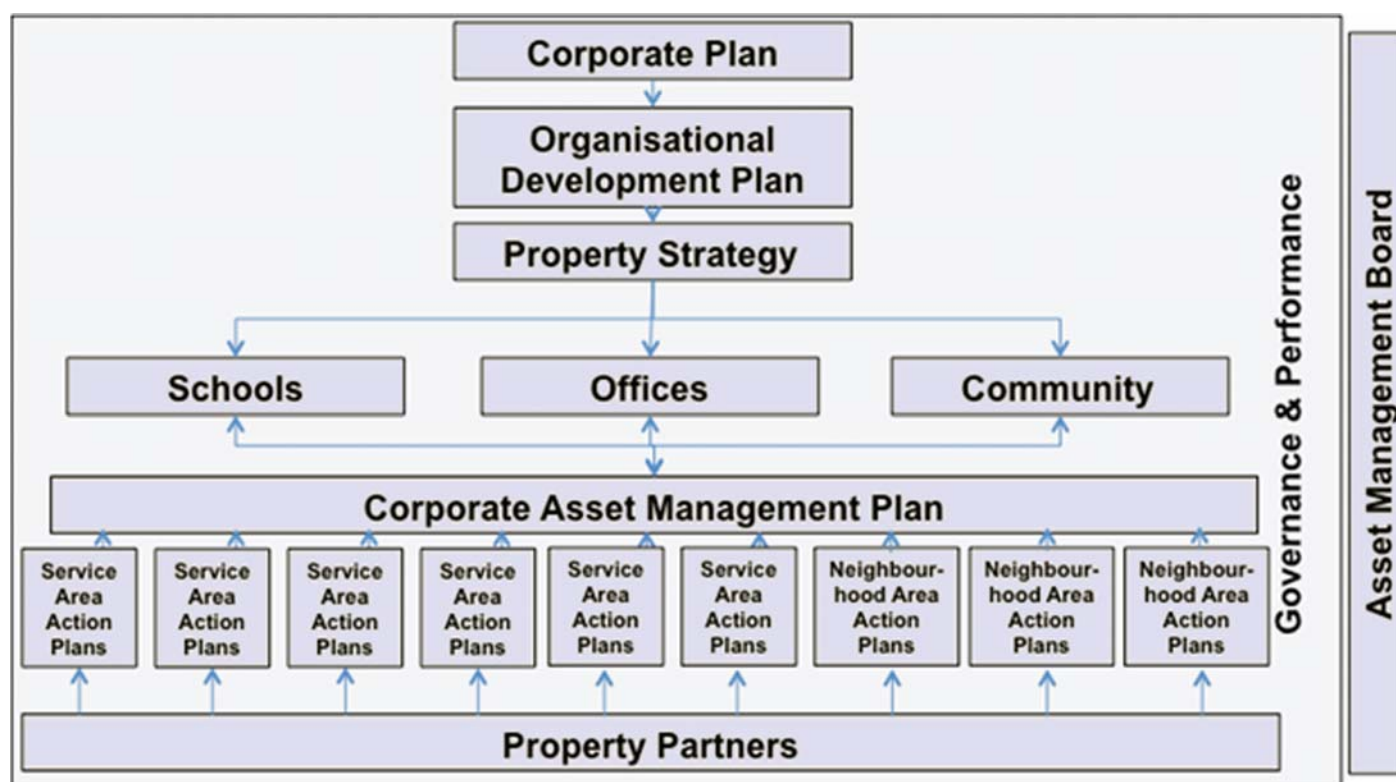 Corporate Plan
Organisational
Development Plan
Property Strategy
Schools
Offices
Community
Corporate Asset Management Plan
Service
Area
Action
Plans
Service
Area
Action
Plans
Service
Area
Action
Plans
Service
Area
Action
Plans
Service
Area
Action
Plans
Service
Area
Action
Plans
Neighbour-
hood Area
Action
Plans
Neighbour-
hood Area
Action
Plans
Neighbour-
hood Area
Action
Plans
Property Partners
Governance & Performance
Asset Management Board